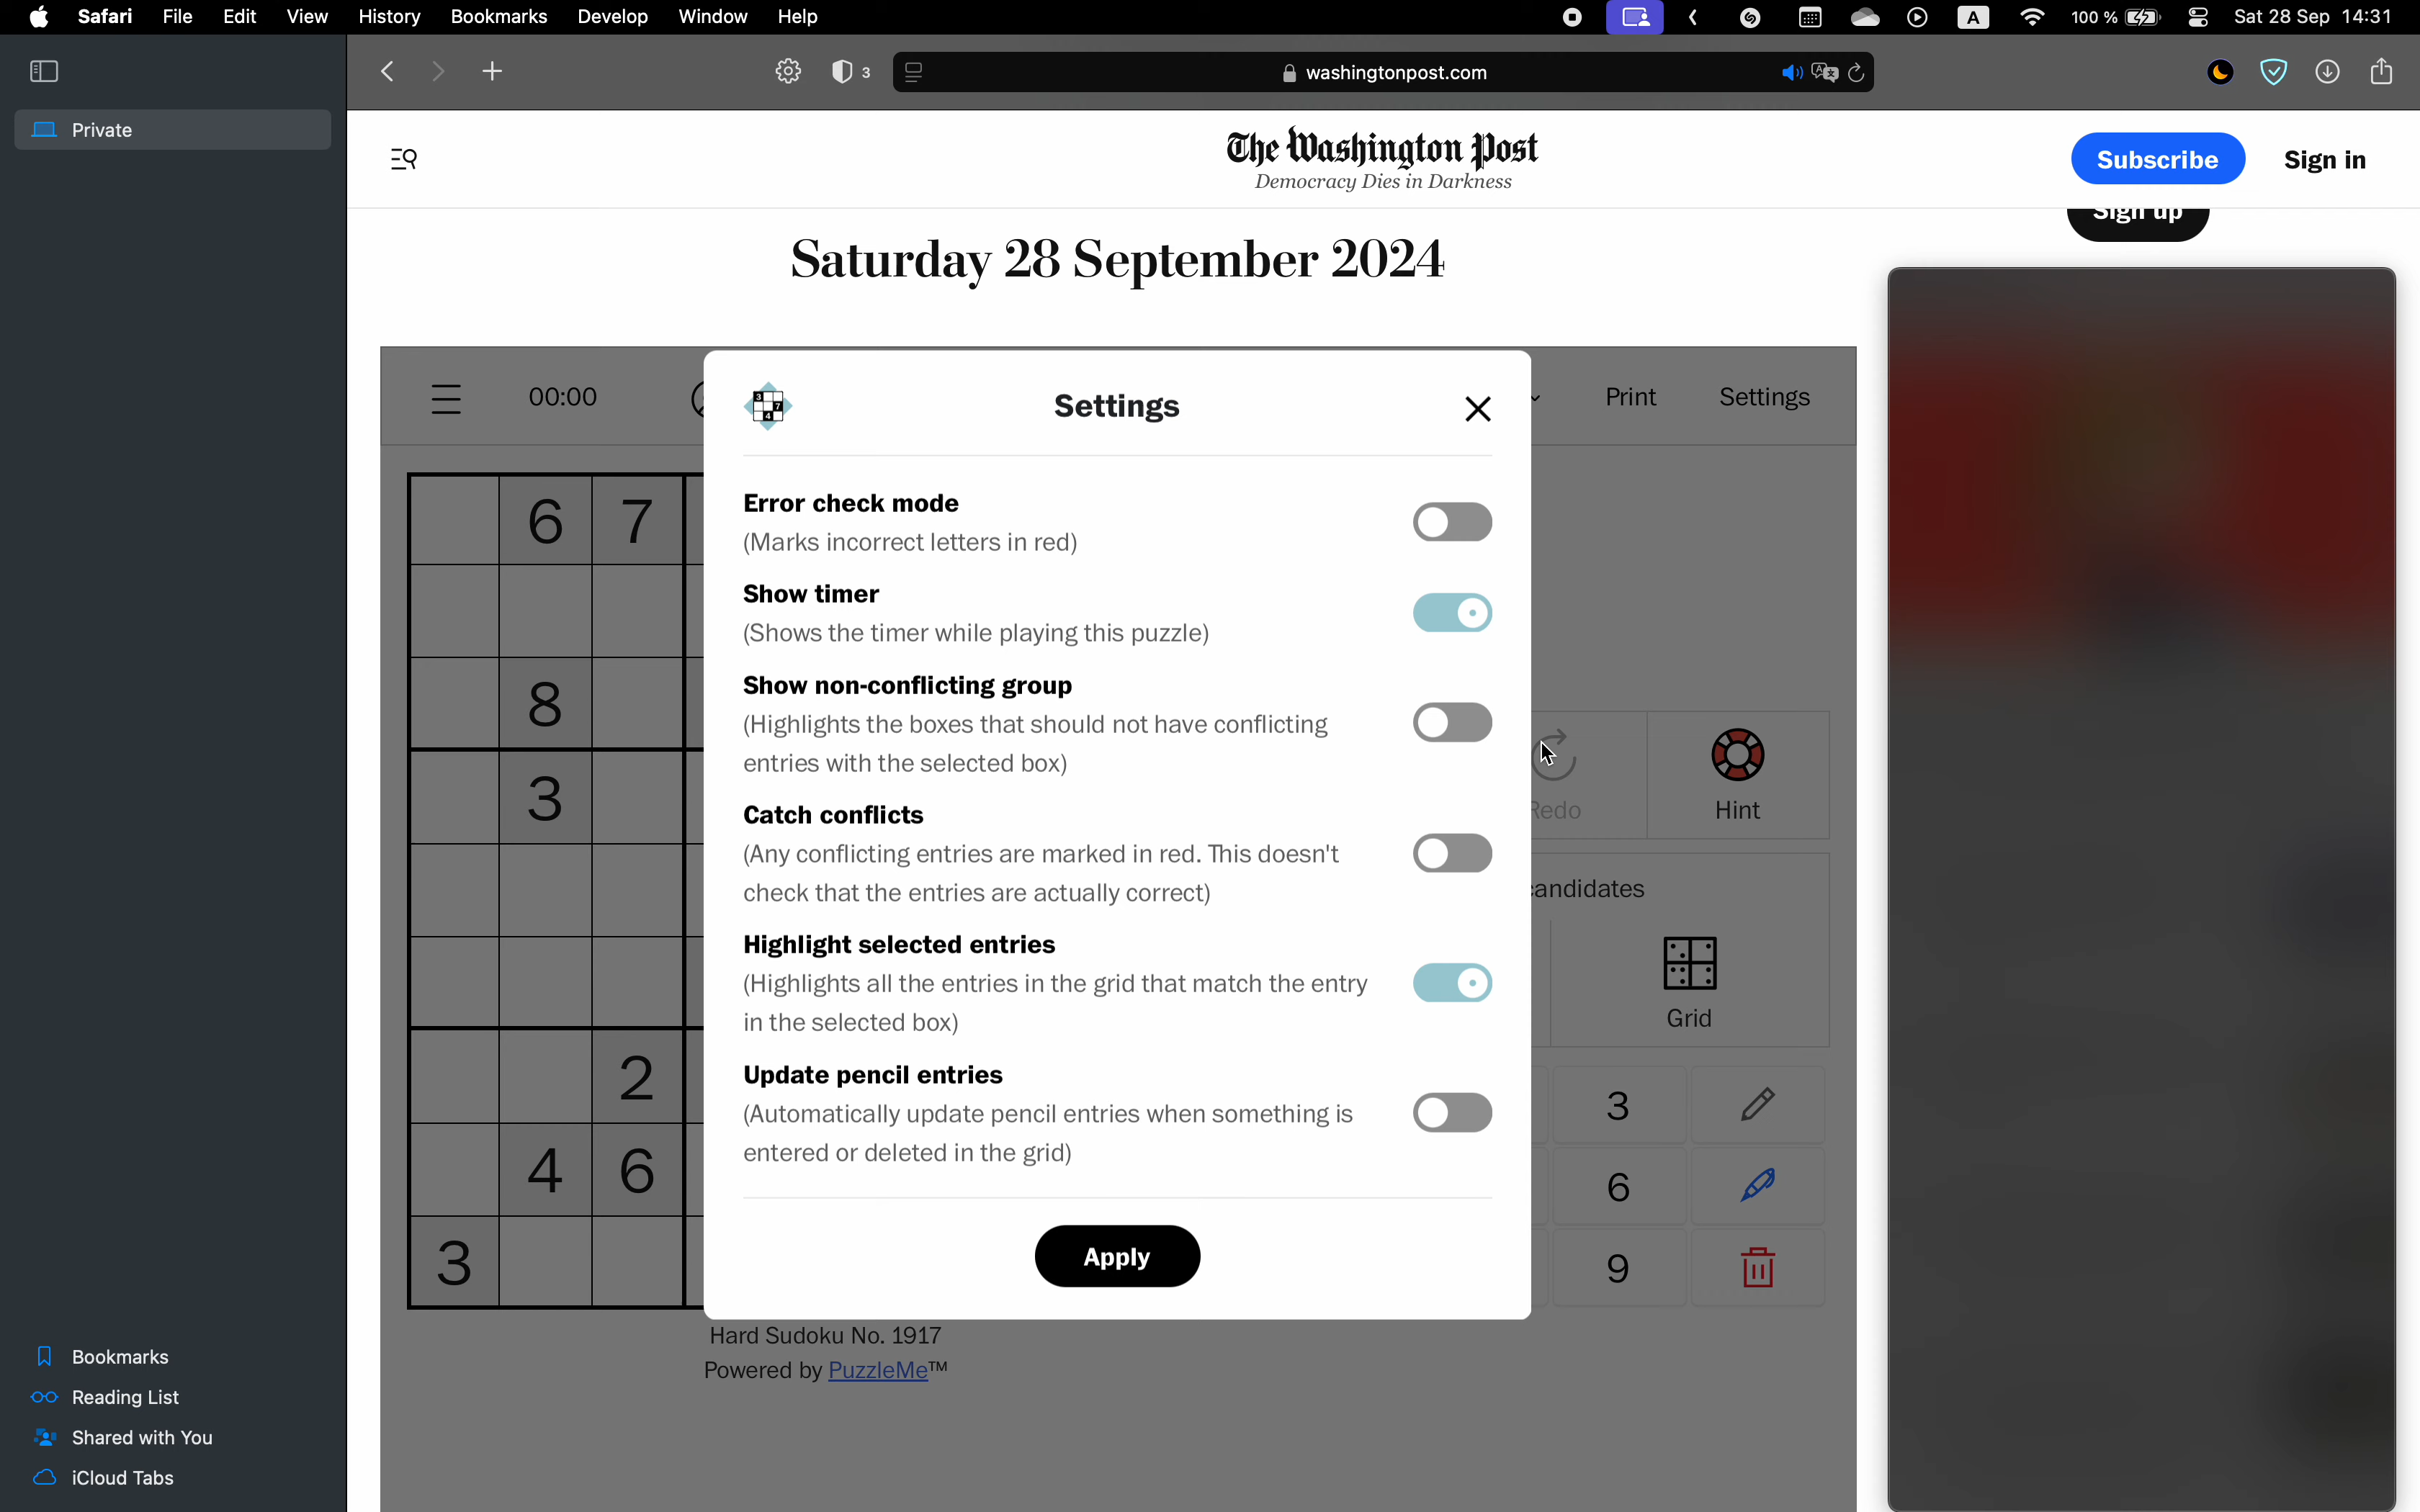 Safari File Edit View History Bookmarks Develop Window Help A 100 % Sat 28 Sep 14:31
3 washingtonpost.com
Private
The Washington Post
Democracy Dies in Darkness
Subscribe Sign in
Sign up
Saturday 28 September 2024
00:00 Print Settings
Settings
Error check mode
(Marks incorrect letters in red)
Show timer
(Shows the timer while playing this puzzle)
Show non-conflicting group
(Highlights the boxes that should not have conflicting
entries with the selected box)
Catch conflicts
(Any conflicting entries are marked in red. This doesn't
check that the entries are actually correct)
Highlight selected entries
(Highlights all the entries in the grid that match the entry
in the selected box)
Update pencil entries
(Automatically update pencil entries when something is
entered or deleted in the grid)
Apply
6 7
8
3
2
4 6
3
Redo Hint
candidates
Grid
3
6
9
Hard Sudoku No. 1917
Powered by PuzzleMe™
Bookmarks
Reading List
Shared with You
iCloud Tabs